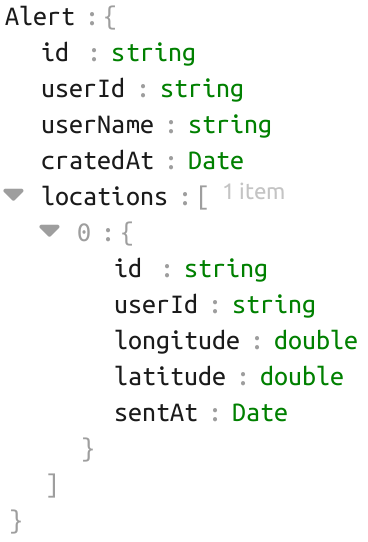 Alert : {
id : string
userId : string
userName : string
cratedAt : Date
locations : [ 1 item
0 : {
id : string
userId : string
longitude : double
latitude : double
sentAt : Date
}
]
}